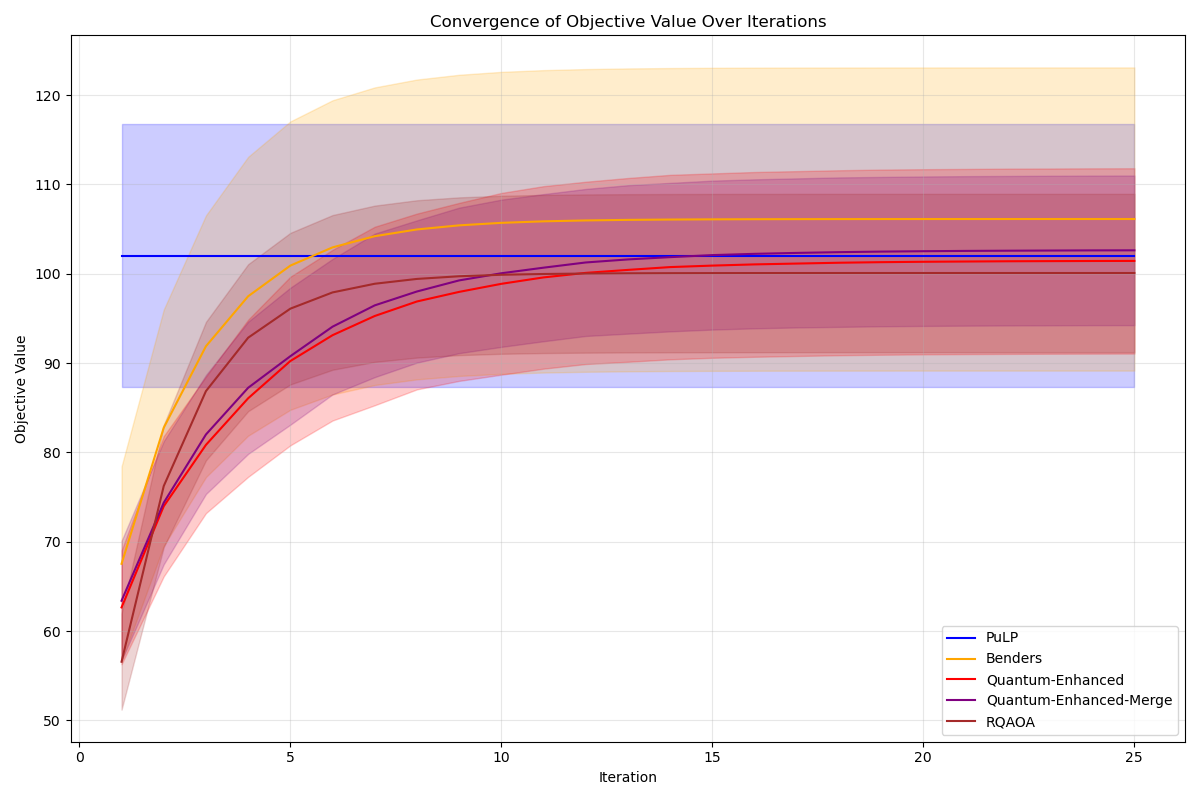 Convergence of Objective Value Over Iterations
Objective Value
120
110
100
90
80
70
60
50
0
5
10
15
20
25
Iteration
PuLP
Benders
Quantum-Enhanced
Quantum-Enhanced-Merge
RQAOA